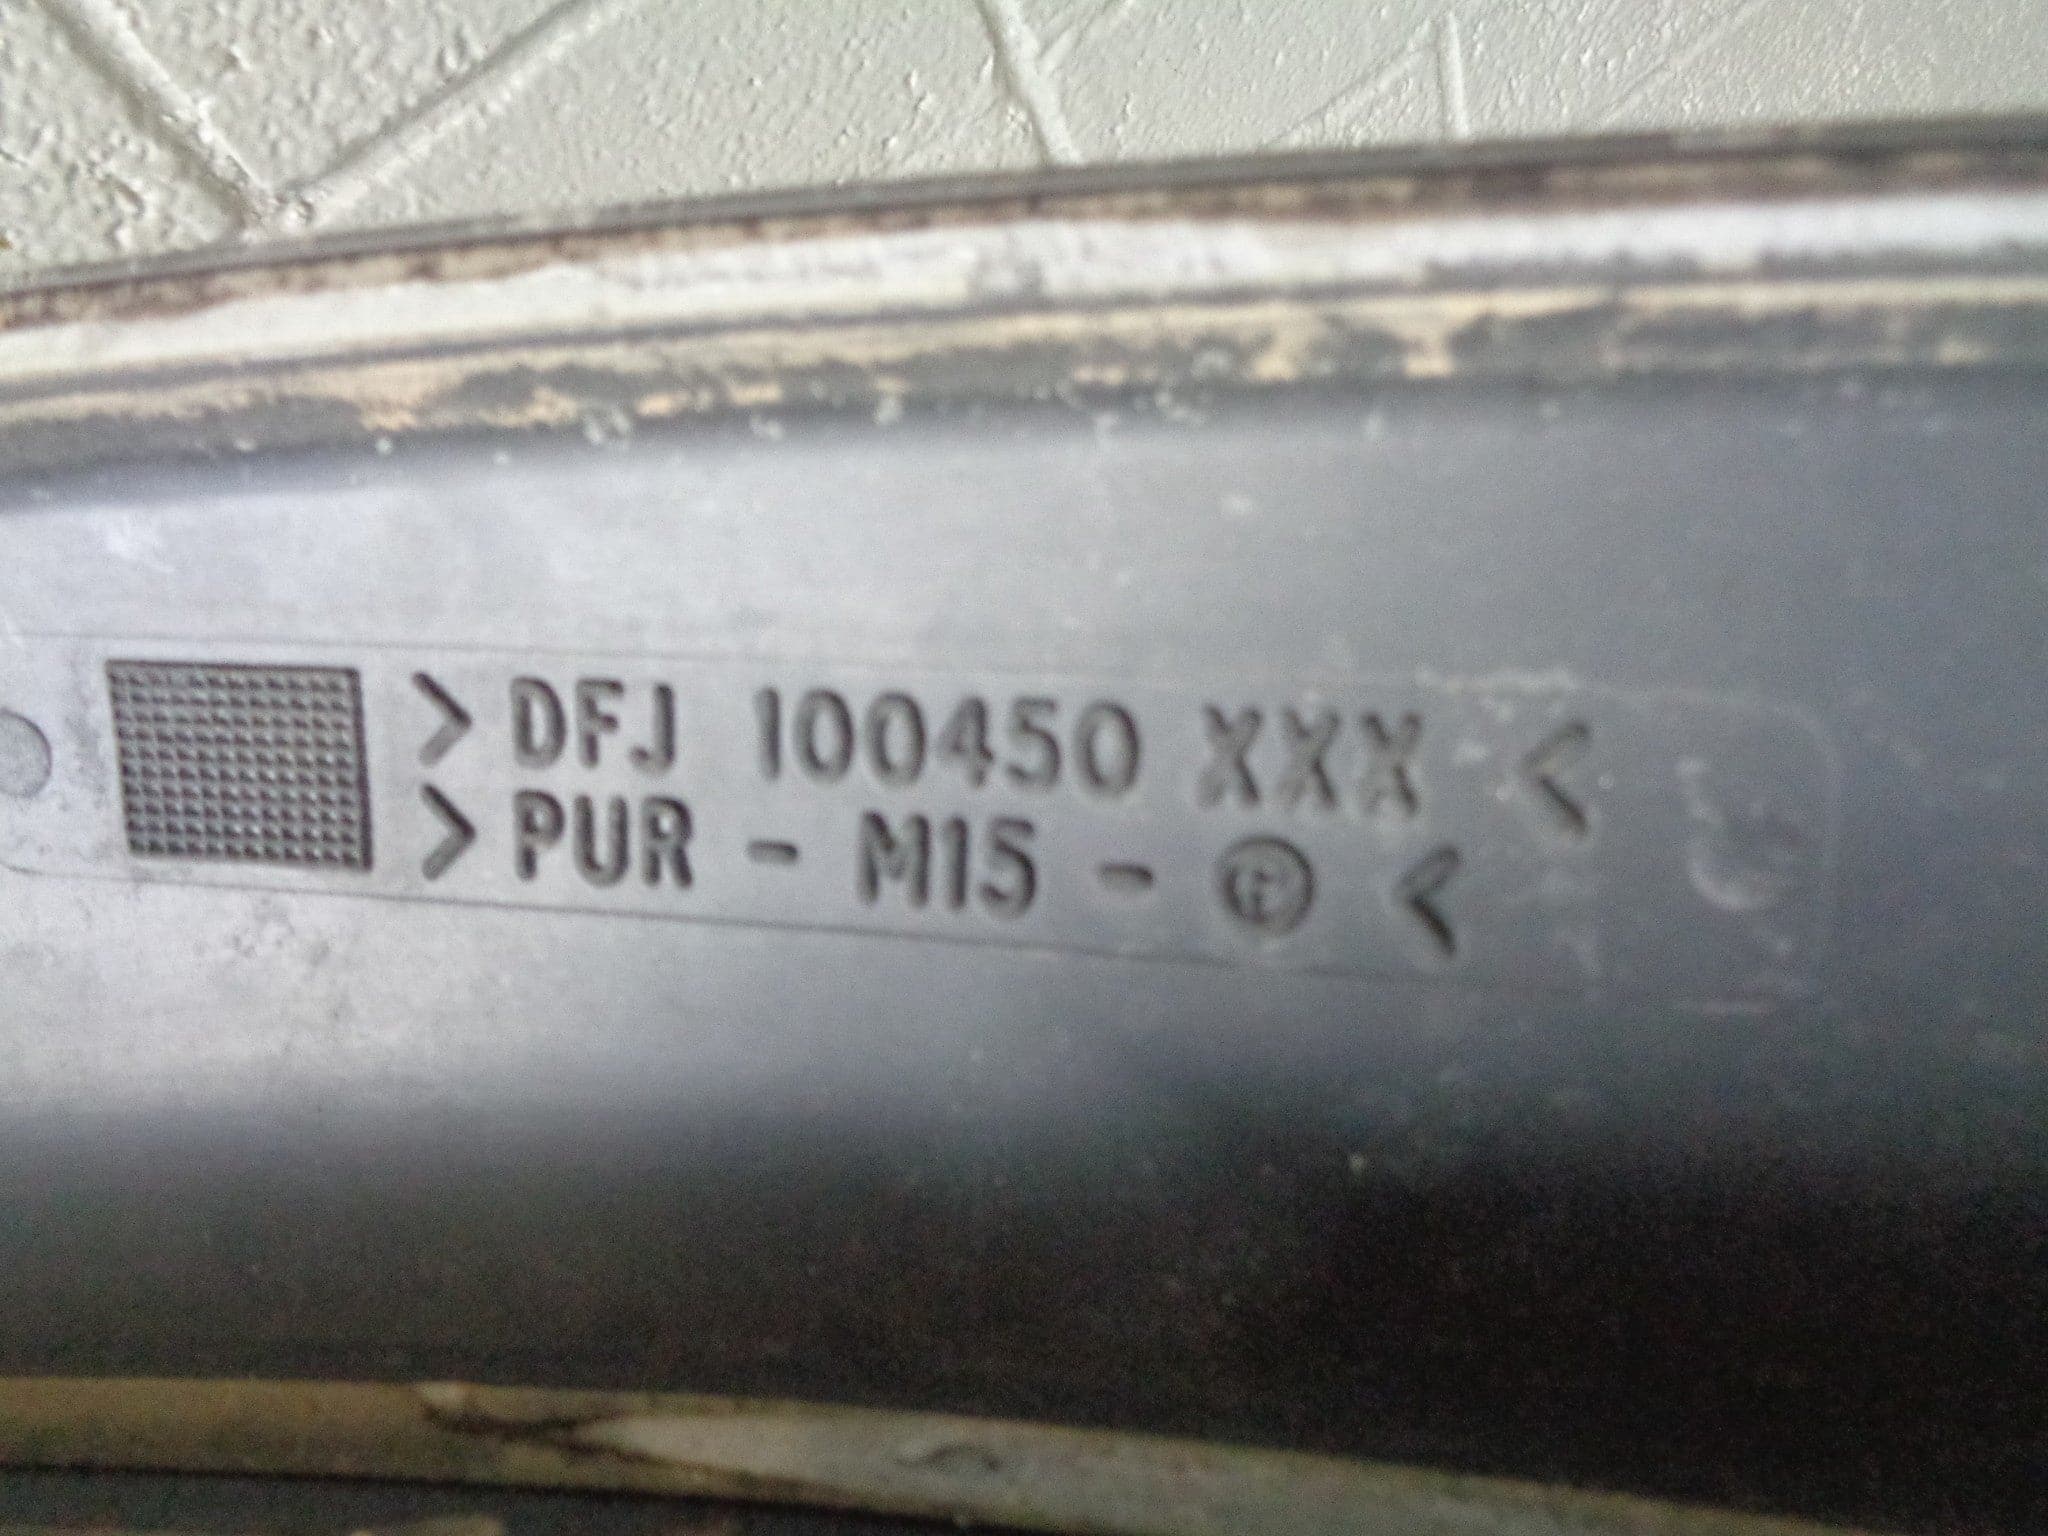 >DFJ 100450 XXX <
>PUR - M15 - Ⓡ <